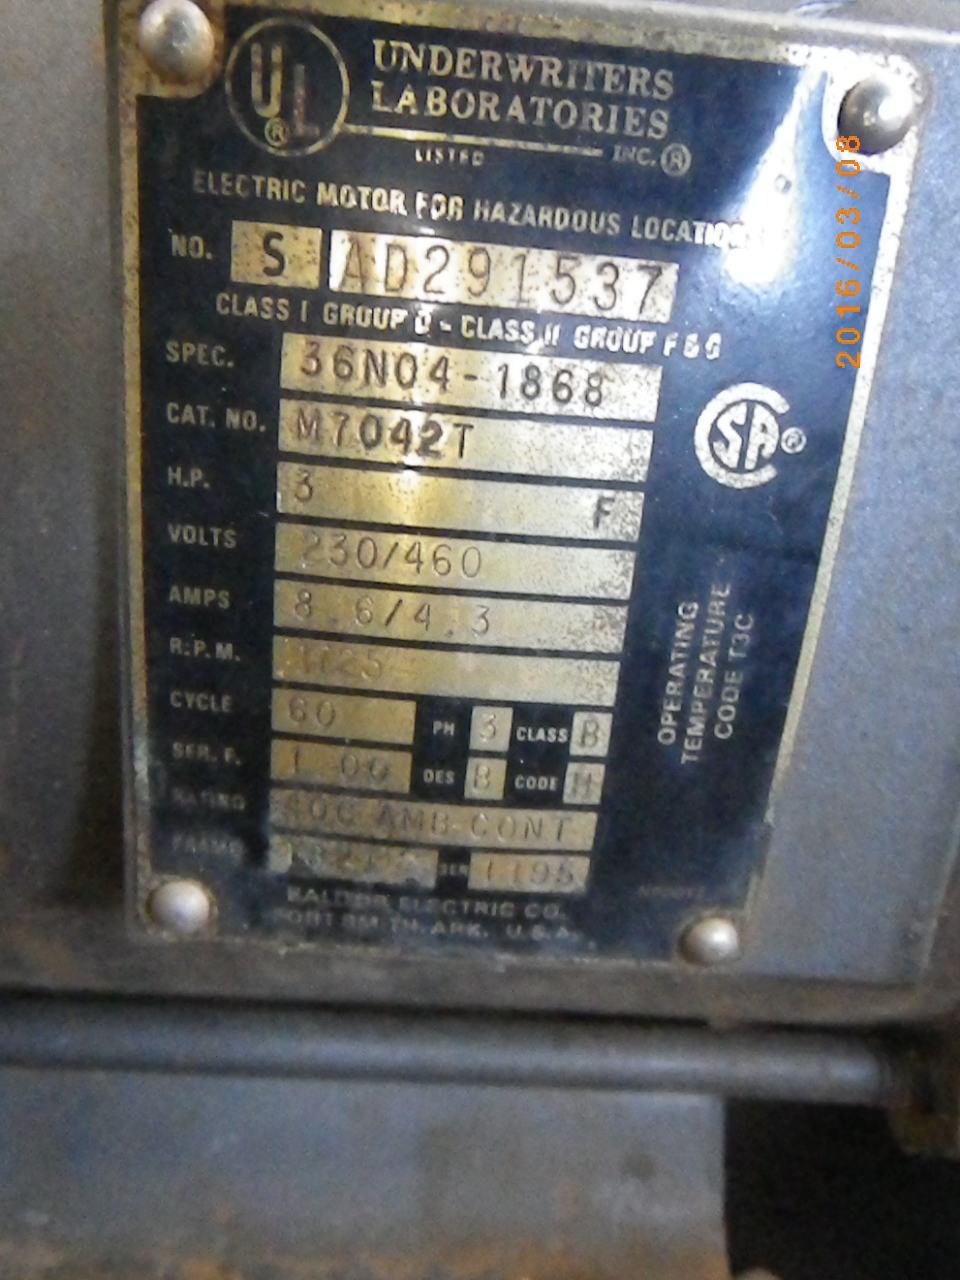 UL®
UNDERWRITERS
LABORATORIES
LISTED INC.®
ELECTRIC MOTOR FOR HAZARDOUS LOCATIONS
NO. S AD291537
CLASS I GROUP D - CLASS II GROUP F & G
SPEC. 36N04-1868
CAT. NO. M7042T
H.P. 3 F
VOLTS 230/460
AMPS 8.6/4.3
R.P.M. 1725
CYCLE 60 PH 3 CLASS B
SER. F. 1.00 DES B CODE H
RATING 40C AMB-CONT
FRAME SER 1195
BALDOR ELECTRIC CO.
FORT SMITH, ARK. U.S.A.
SA®
OPERATING
TEMPERATURE
CODE T3C
2016/03/08